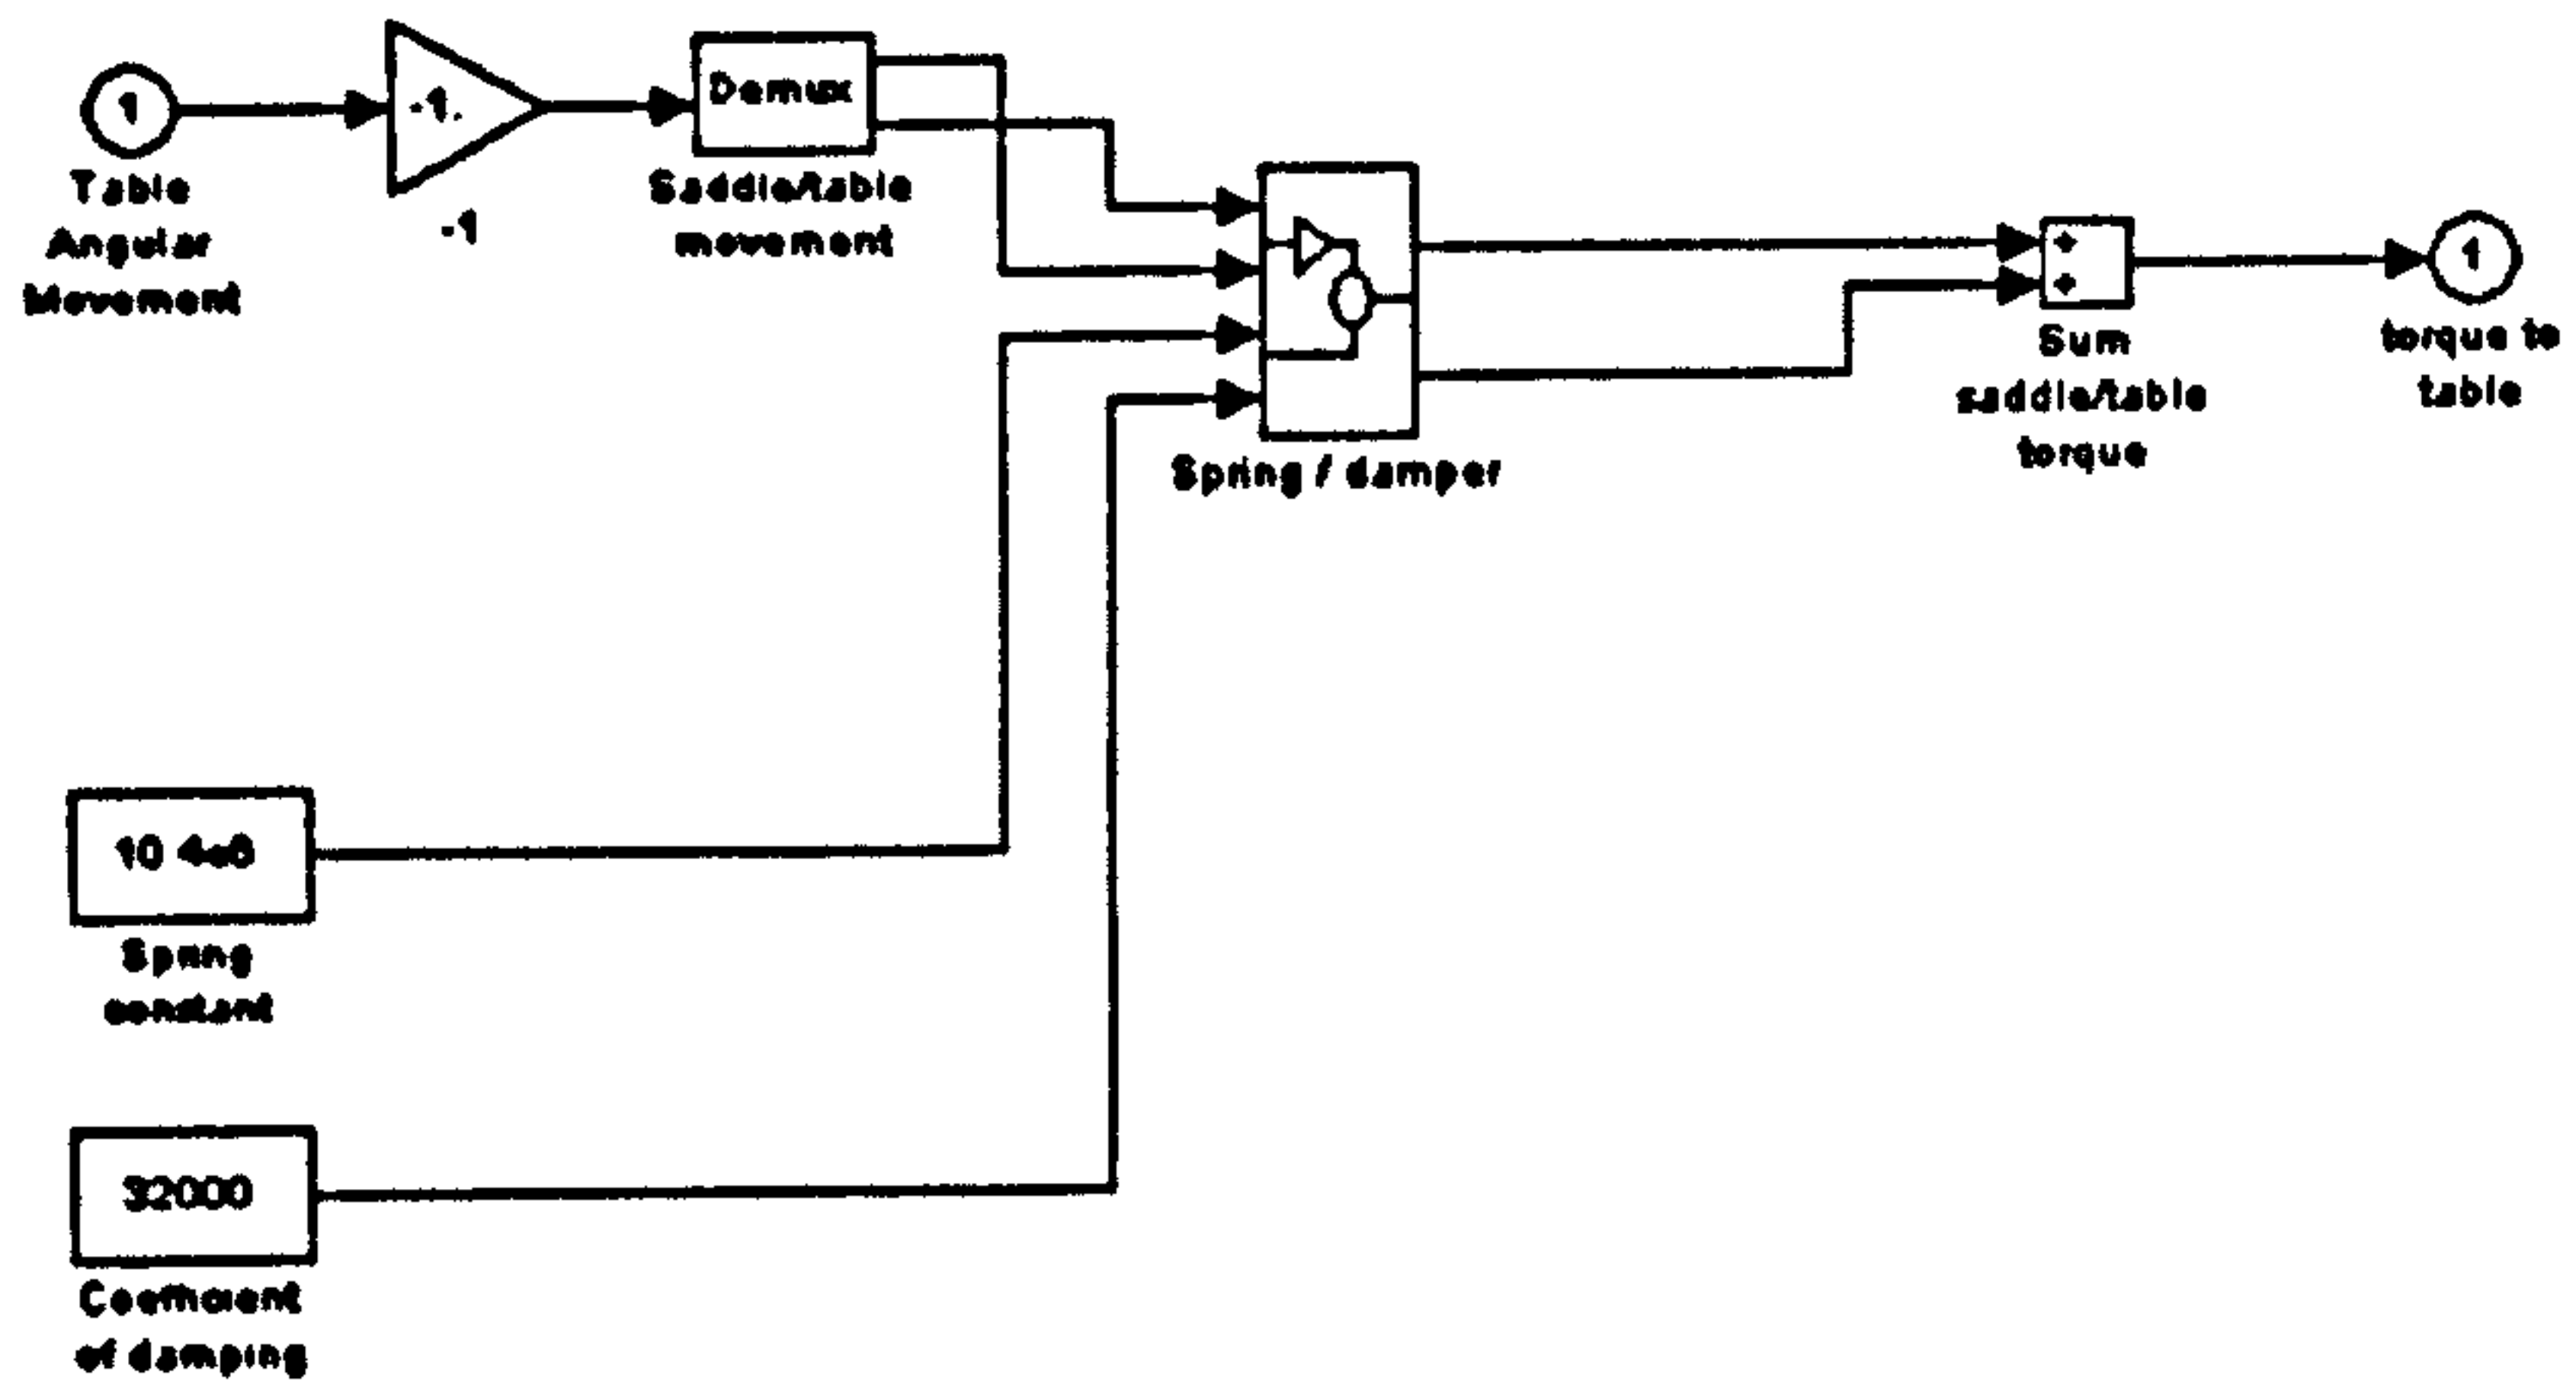 1
Table
Angular
Movement
-1.
-1
Demux
Saddle/table
movement
Spring / damper
+
+
Sum
saddle/table
torque
1
torque to
table
Spring
constant
32000
Coefficient
of damping